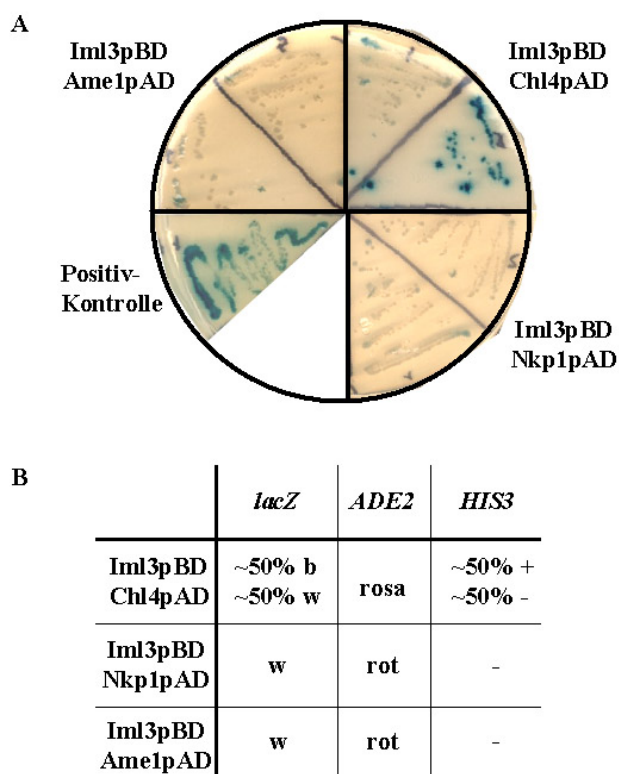 A
Iml3pBD
Ame1pAD
Iml3pBD
Chl4pAD
Positiv-
Kontrolle
Iml3pBD
Nkp1pAD
B
lacZ ADE2 HIS3
Iml3pBD ~50% b rosa ~50% +
Chl4pAD ~50% w ~50% -
Iml3pBD w rot -
Nkp1pAD
Iml3pBD w rot -
Ame1pAD